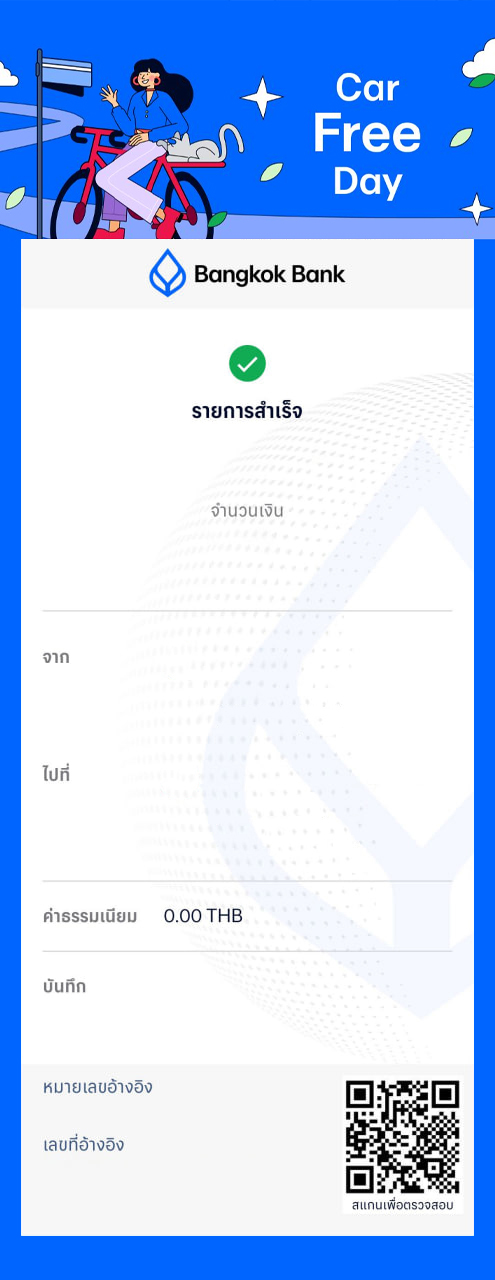 Car
Free
Day
Bangkok Bank
รายการสำเร็จ
จำนวนเงิน
จาก
ไปที่
ค่าธรรมเนียม 0.00 THB
บันทึก
หมายเลขอ้างอิง
เลขที่อ้างอิง
สแกนเพื่อตรวจสอบ